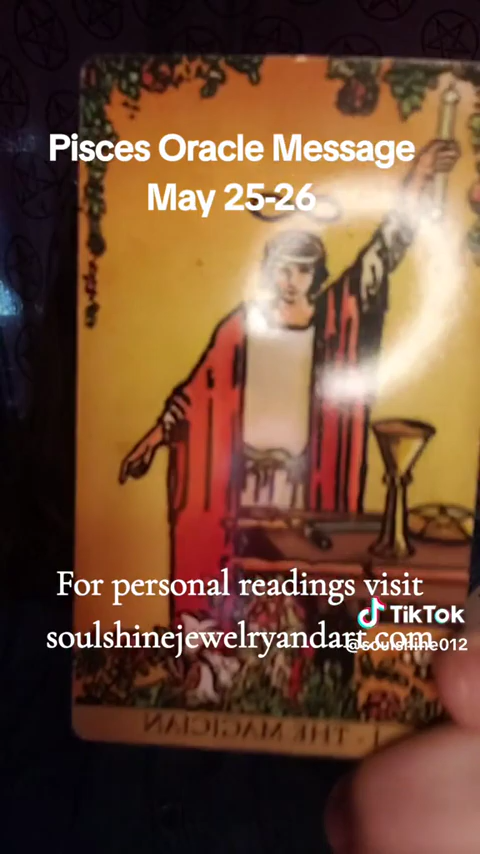 Pisces Oracle Message
May 25-26
For personal readings visit
TikTok
soulshinejewelryandart.com
@soulshine012
I THE MAGICIAN